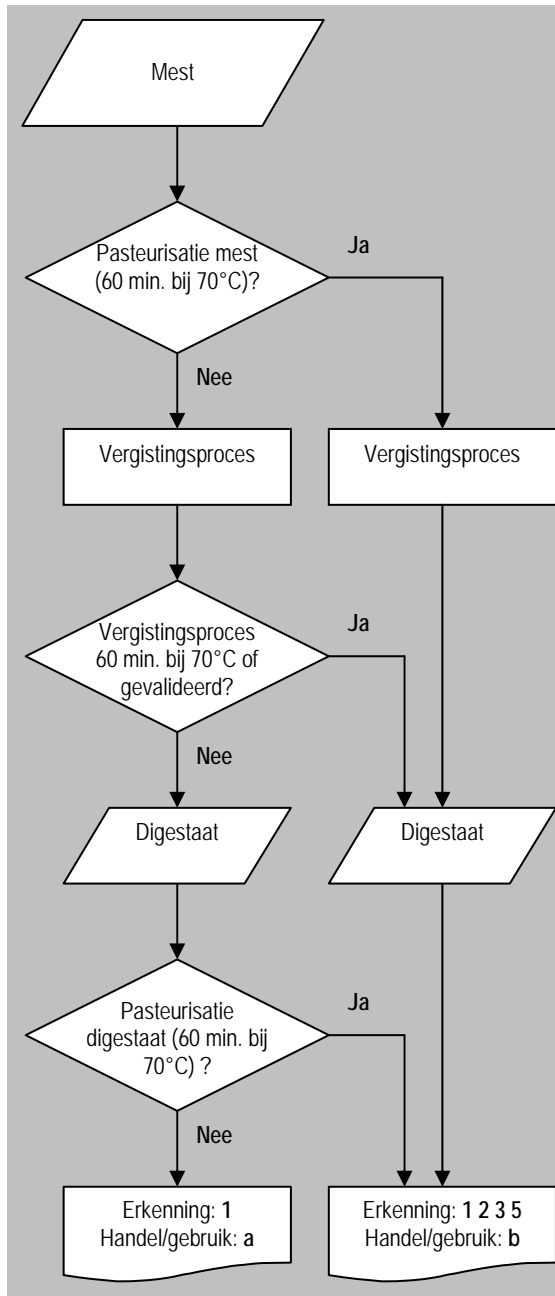 Mest
Pasteurisatie mest
(60 min. bij 70°C)?
Ja
Nee
Vergistingsproces
Vergistingsproces
Vergistingsproces
60 min. bij 70°C of
gevalideerd?
Ja
Nee
Digestaat
Digestaat
Pasteurisatie
digestaat (60 min. bij
70°C) ?
Ja
Nee
Erkenning: 1
Handel/gebruik: a
Erkenning: 1 2 3 5
Handel/gebruik: b